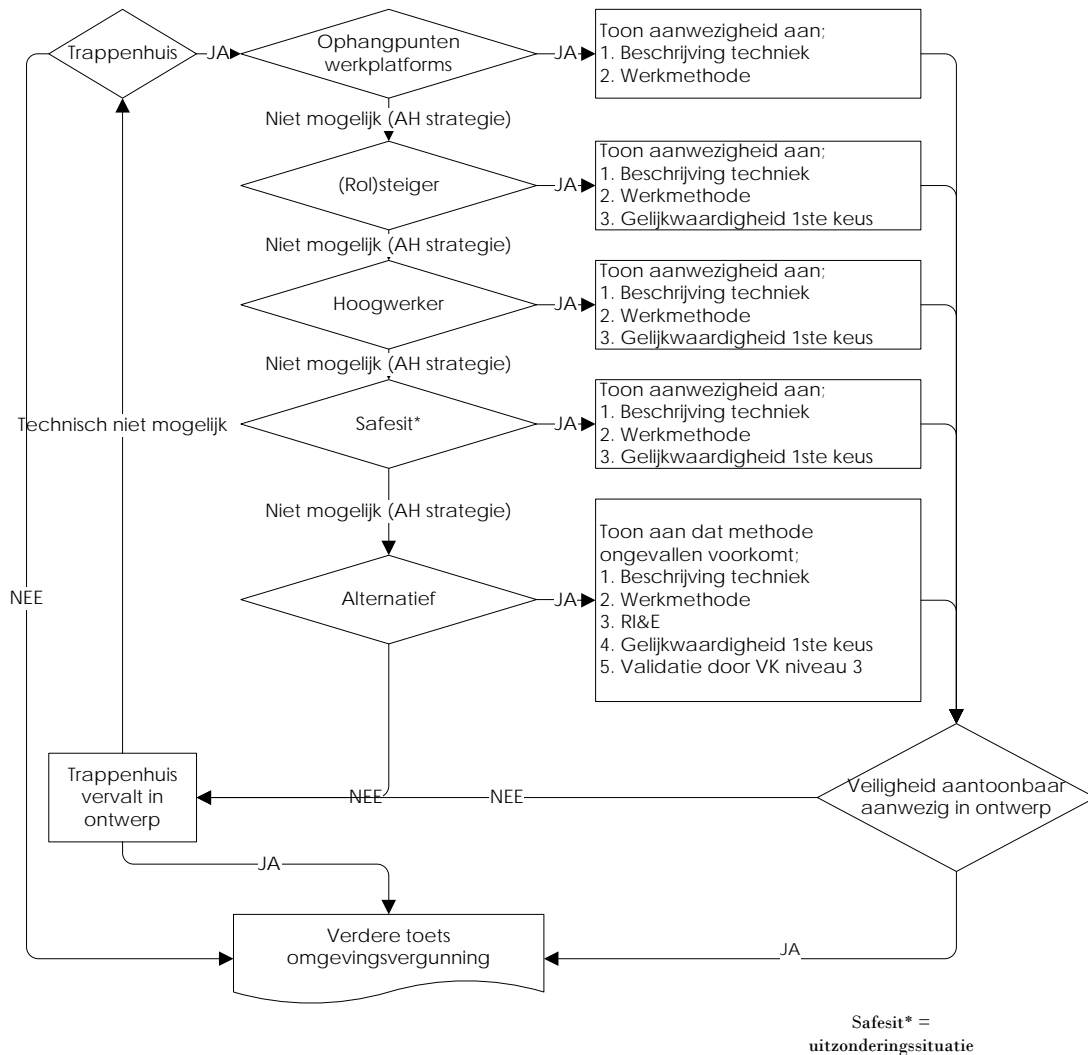 Trappenhuis
JA
Ophangpunten
werkplatforms
JA
Toon aanwezigheid aan;
1. Beschrijving techniek
2. Werkmethode
Niet mogelijk (AH strategie)
(Rol)steiger
JA
Toon aanwezigheid aan;
1. Beschrijving techniek
2. Werkmethode
3. Gelijkwaardigheid 1ste keus
Niet mogelijk (AH strategie)
Hoogwerker
JA
Toon aanwezigheid aan;
1. Beschrijving techniek
2. Werkmethode
3. Gelijkwaardigheid 1ste keus
Niet mogelijk (AH strategie)
Technisch niet mogelijk
Safesit*
JA
Toon aanwezigheid aan;
1. Beschrijving techniek
2. Werkmethode
3. Gelijkwaardigheid 1ste keus
Niet mogelijk (AH strategie)
NEE
Alternatief
JA
Toon aan dat methode
ongevallen voorkomt;
1. Beschrijving techniek
2. Werkmethode
3. RI&E
4. Gelijkwaardigheid 1ste keus
5. Validatie door VK niveau 3
Trappenhuis
vervalt in
ontwerp
NEE
NEE
Veiligheid aantoonbaar
aanwezig in ontwerp
JA
Verdere toets
omgevingsvergunning
JA
Safesit* =
uitzonderingssituatie